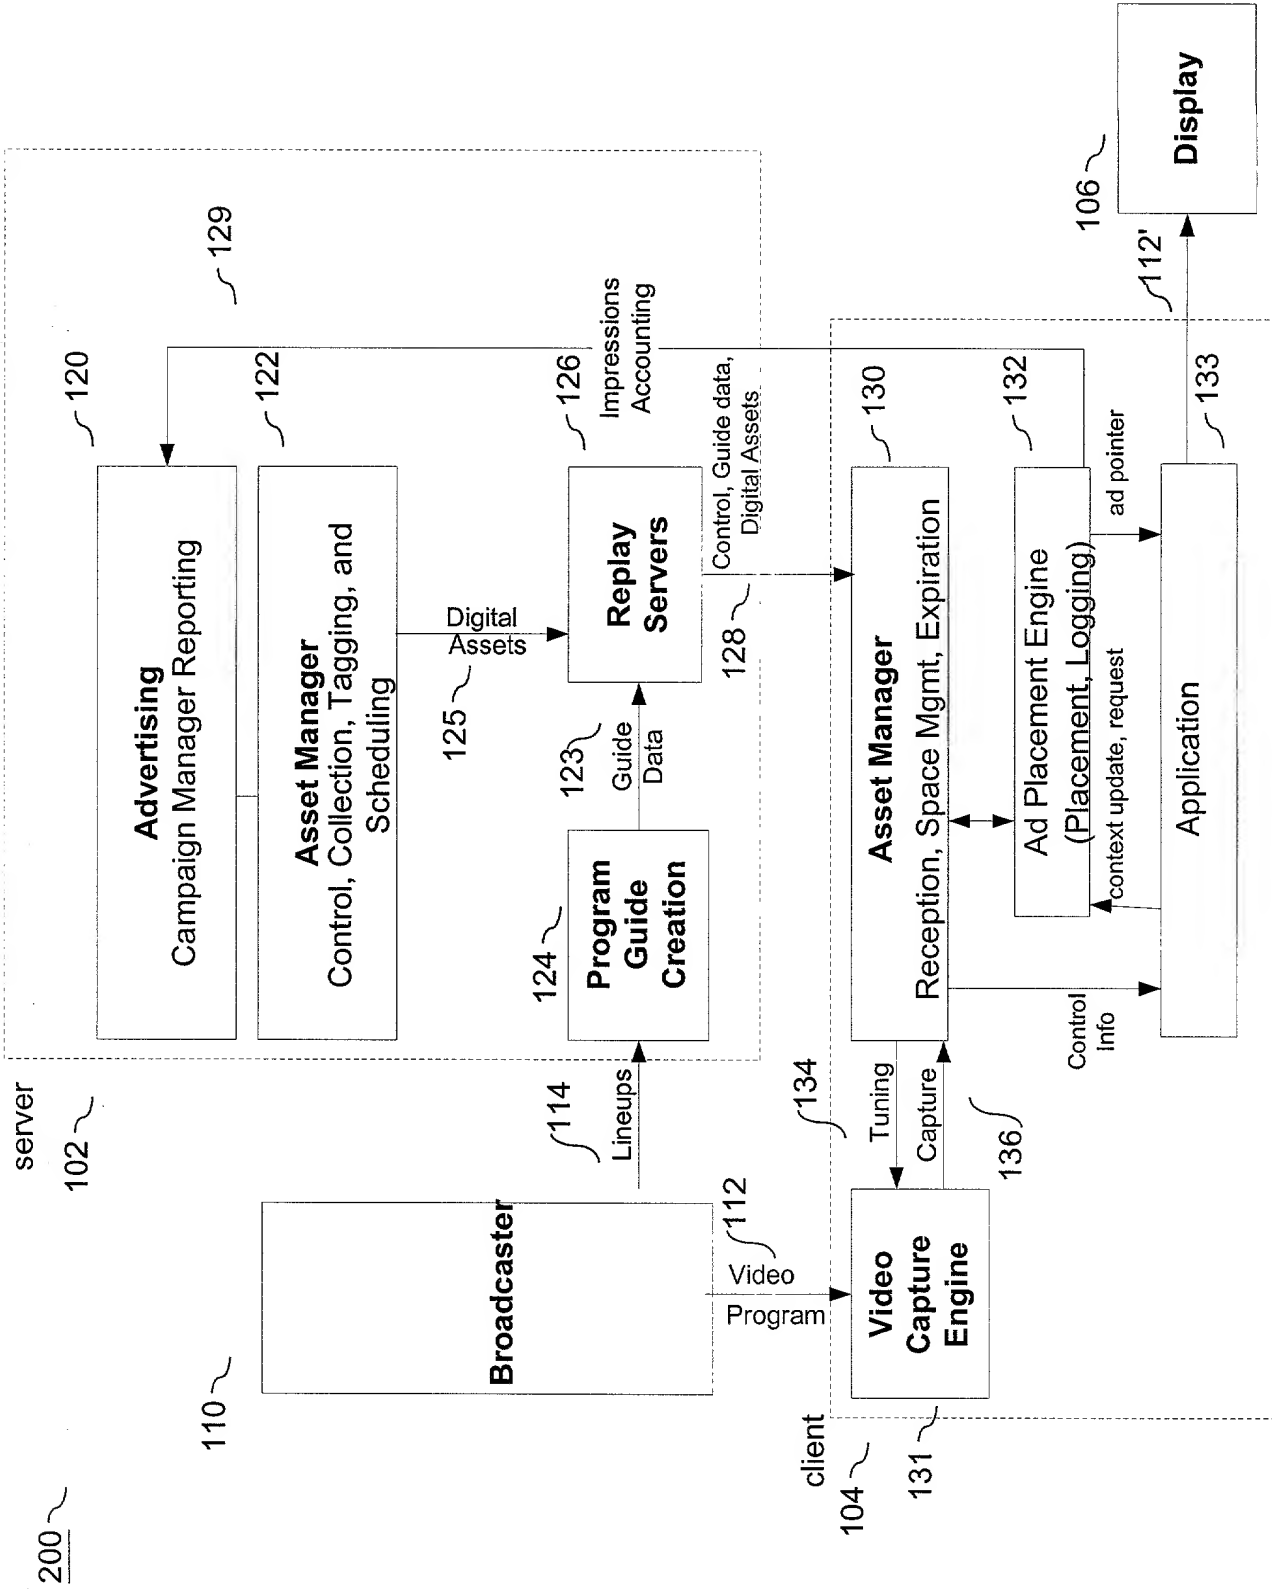 200
server
102
120
Advertising
Campaign Manager Reporting
122
Asset Manager
Control, Collection, Tagging, and
Scheduling
129
110
Broadcaster
125
Digital
Assets
114
Lineups
124
Program
Guide
Creation
123
Guide
Data
126
Replay
Servers
Impressions
Accounting
112
Video
Program
128
Control, Guide data,
Digital Assets
client
104
131
Video
Capture
Engine
134
Tuning
Capture
136
130
Asset Manager
Reception, Space Mgmt, Expiration
132
Ad Placement Engine
(Placement, Logging)
Control
Info
context update, request
ad pointer
133
Application
112'
106
Display